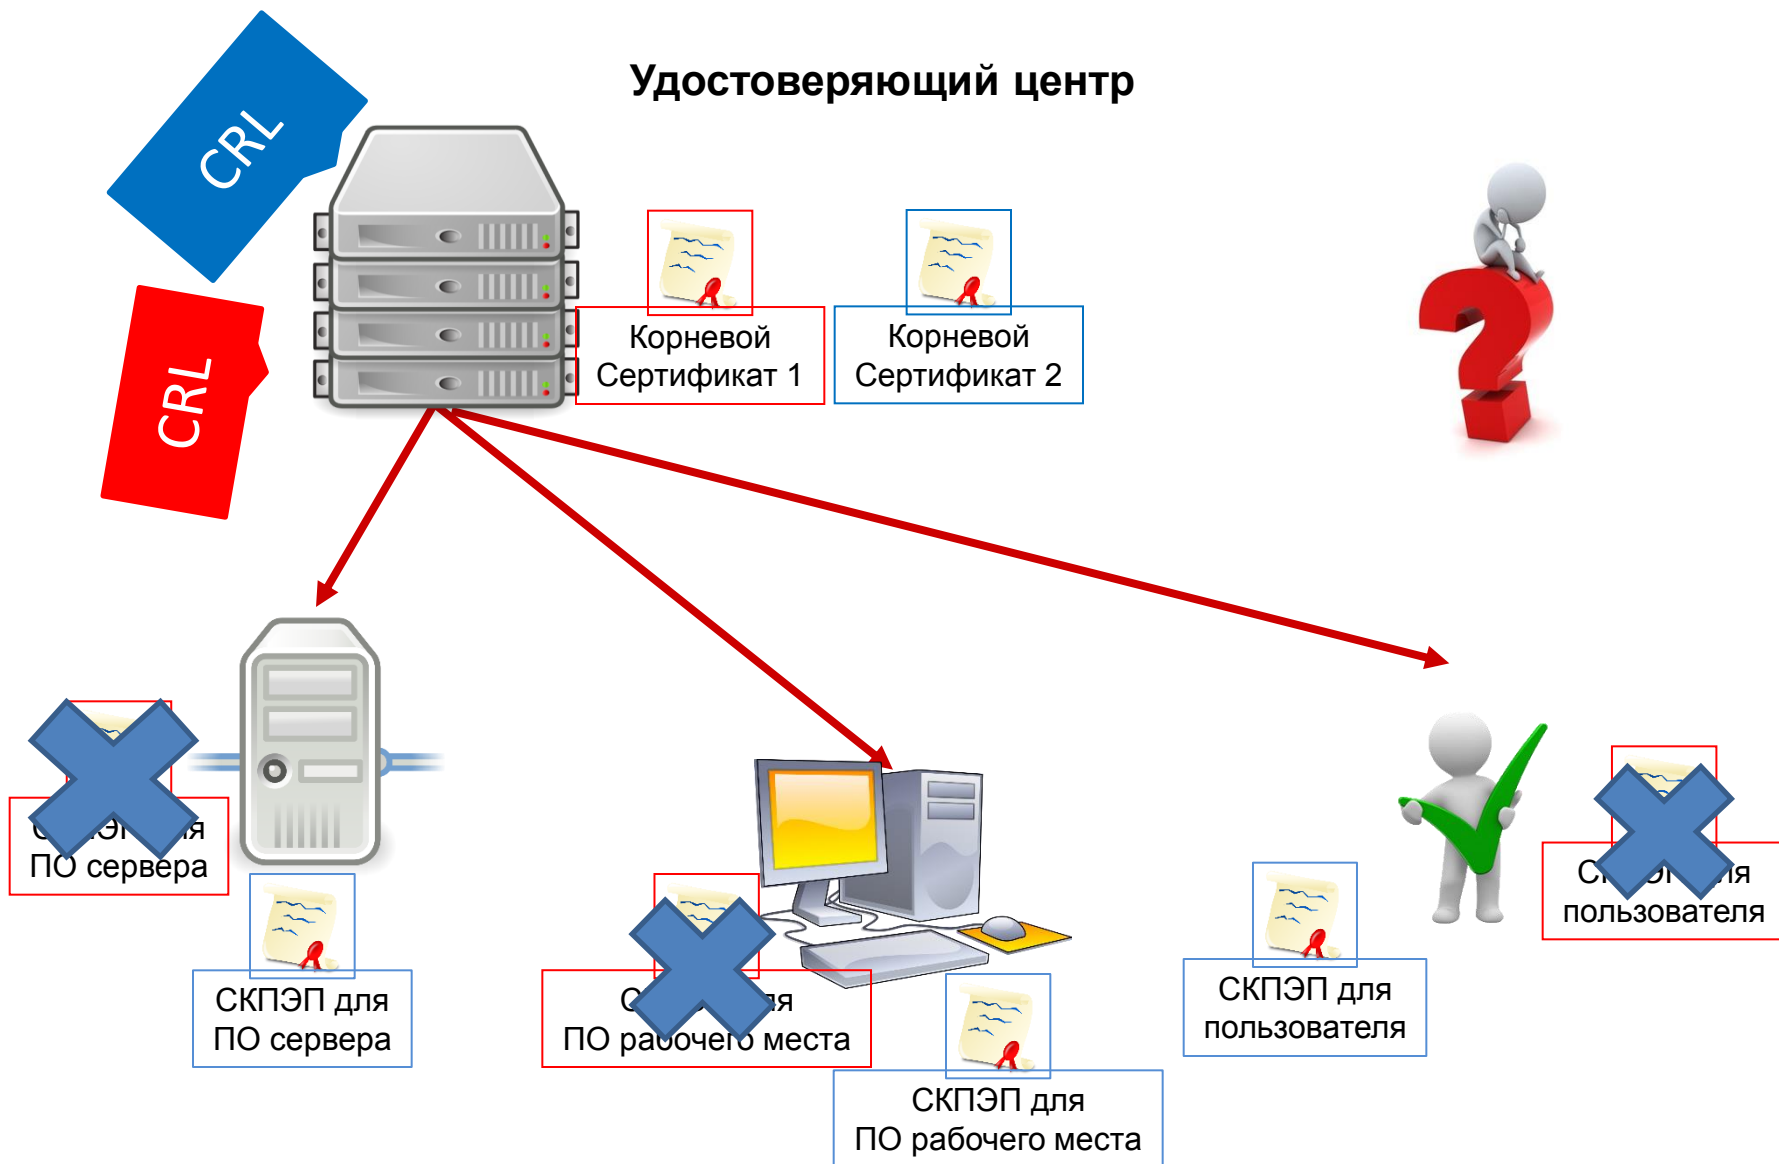 Удостоверяющий центр
CRL
CRL
Корневой
Сертификат 1
Корневой
Сертификат 2
ПО сервера
СКПЭП для
ПО сервера
ПО рабочего места
СКПЭП для
ПО рабочего места
СКПЭП для
пользователя
пользователя